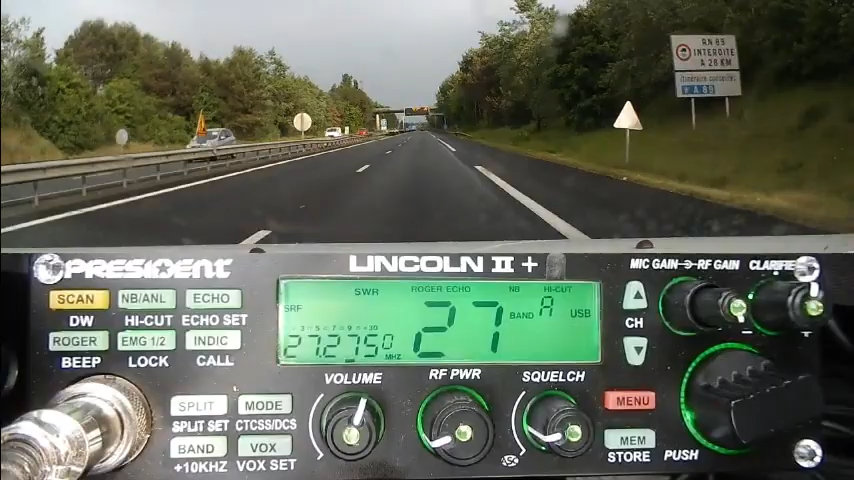 RN 89
INTERDITE
A 28 KM
A 89
PRESIDENT
LINCOLN II +
MIC GAIN RF GAIN CLARIFIER
SCAN NB/ANL ECHO
DW HI-CUT ECHO SET
ROGER EMG 1/2 INDIC
BEEP LOCK CALL
SWR ROGER ECHO NB HI-CUT
SRF 27 BAND A USB
27.2750 MHz
CH
VOLUME RF PWR SQUELCH
SPLIT MODE
SPLIT SET CTCSS/DCS
BAND VOX
+10KHz VOX SET
ASC
MENU
MEM
STORE PUSH